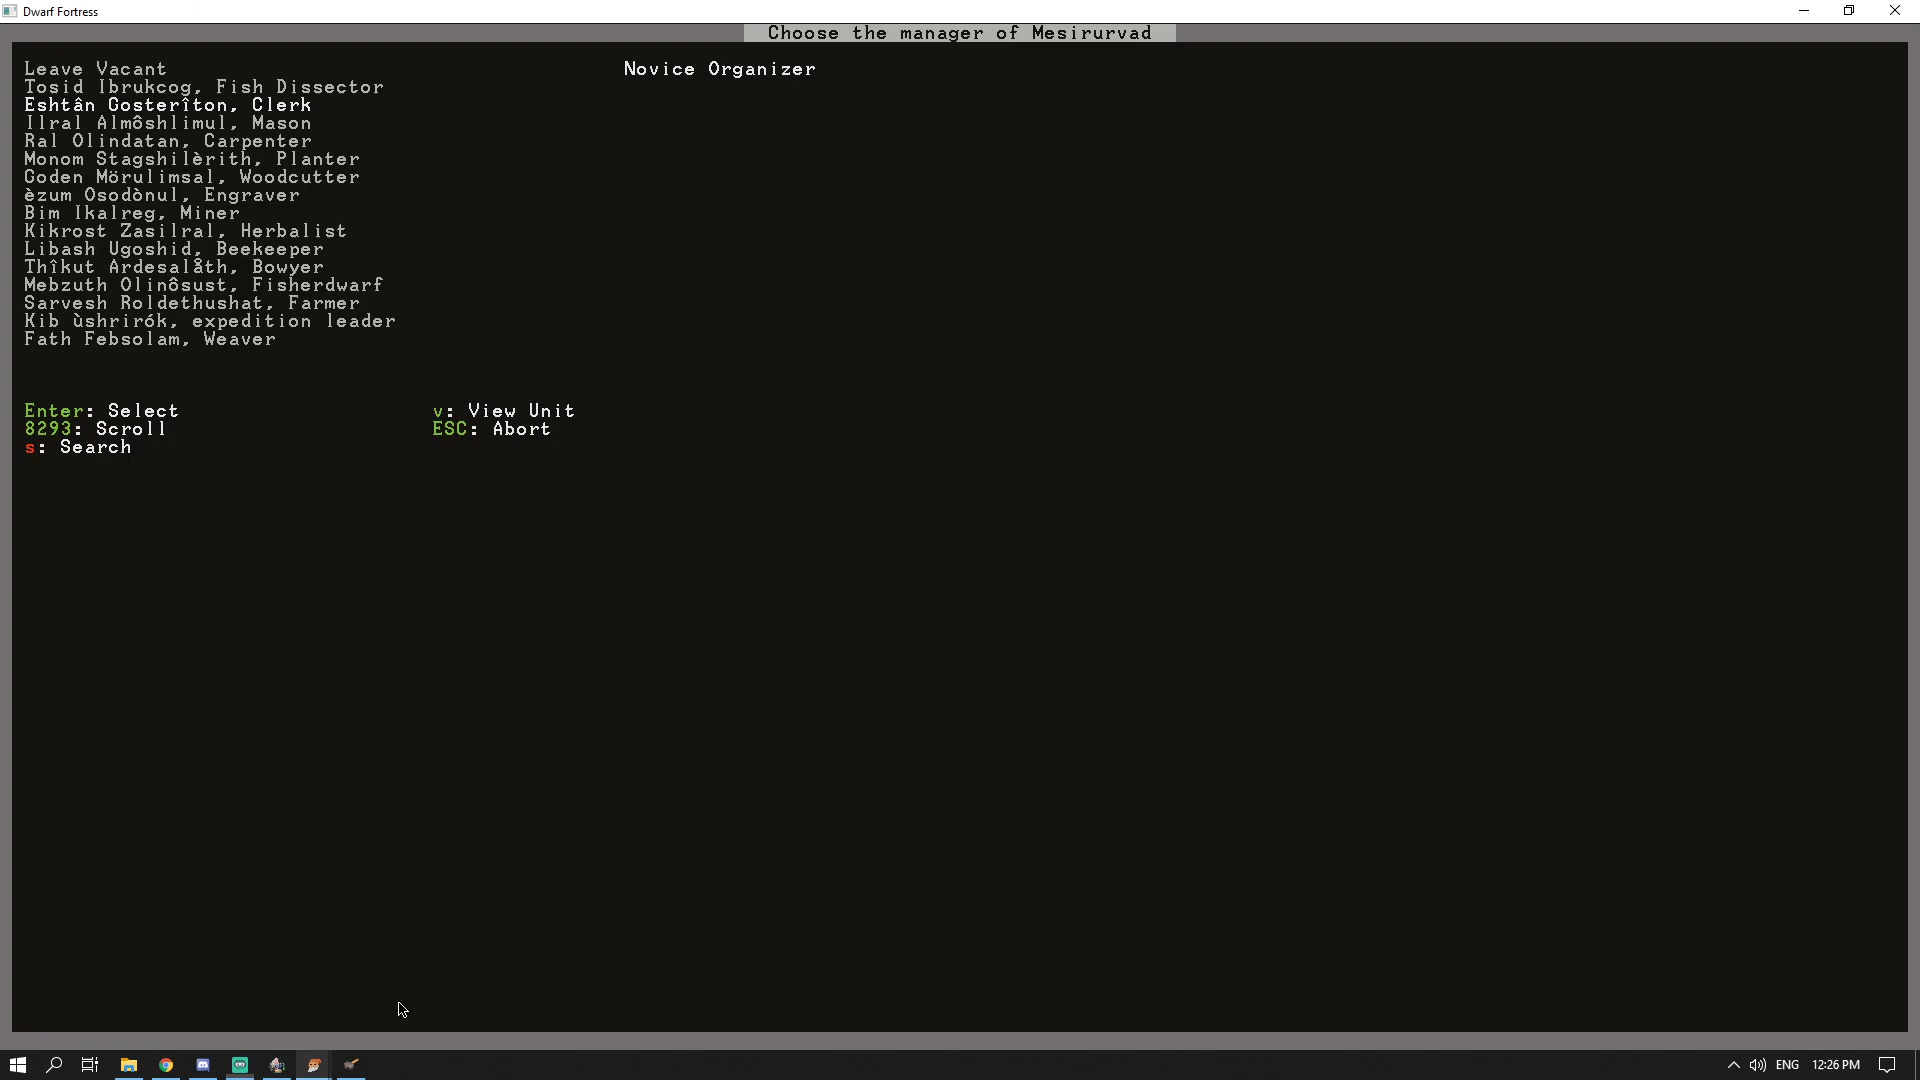 Dwarf Fortress
Choose the manager of Mesirurvad
Leave Vacant
Novice Organizer
Tosid Ibrukcog, Fish Dissector
Eshtân Gosterîton, Clerk
Ilral Almôshlimul, Mason
Ral Olindatan, Carpenter
Monom Stagshilèrith, Planter
Goden Mörulimsal, Woodcutter
èzum Osodònul, Engraver
Bim Ikalreg, Miner
Kikrost Zasilral, Herbalist
Libash Ugoshid, Beekeeper
Thîkut Ardesalåth, Bowyer
Mebzuth Olinôsust, Fisherdwarf
Sarvesh Roldethushat, Farmer
Kib ùshrirók, expedition leader
Fath Febsolam, Weaver
Enter: Select
v: View Unit
8293: Scroll
ESC: Abort
s: Search
ENG
12:26 PM